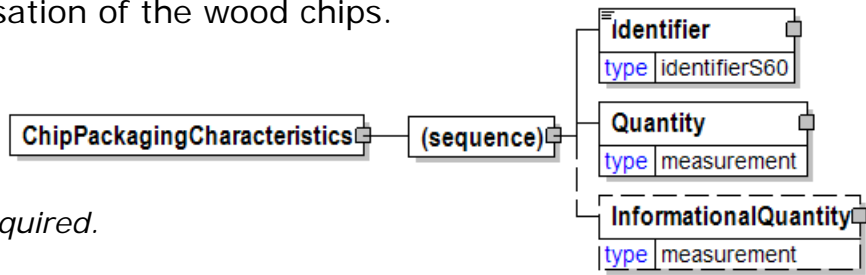 sation of the wood chips.
Identifier
type identifierS60
ChipPackagingCharacteristics
(sequence)
Quantity
type measurement
InformationalQuantity
type measurement
quired.